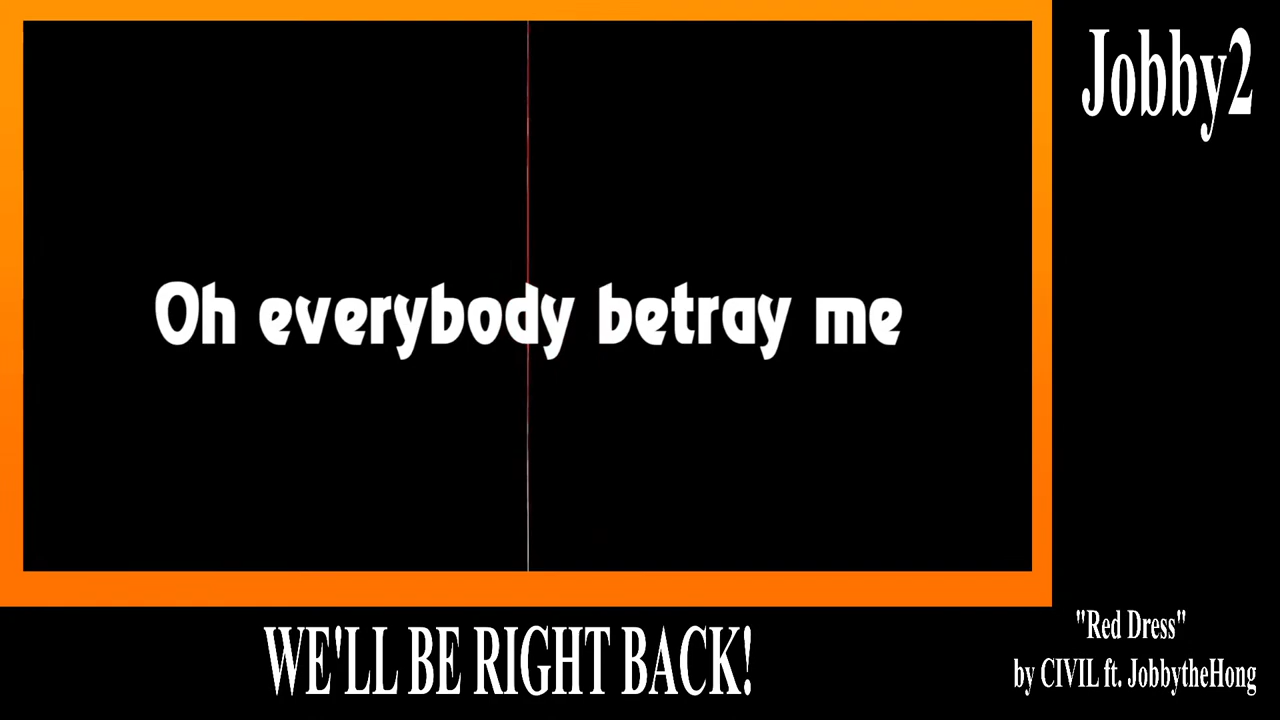 Jobby2
Oh everybody betray me
WE'LL BE RIGHT BACK!
"Red Dress"
by CIVIL ft. JobbytheHong